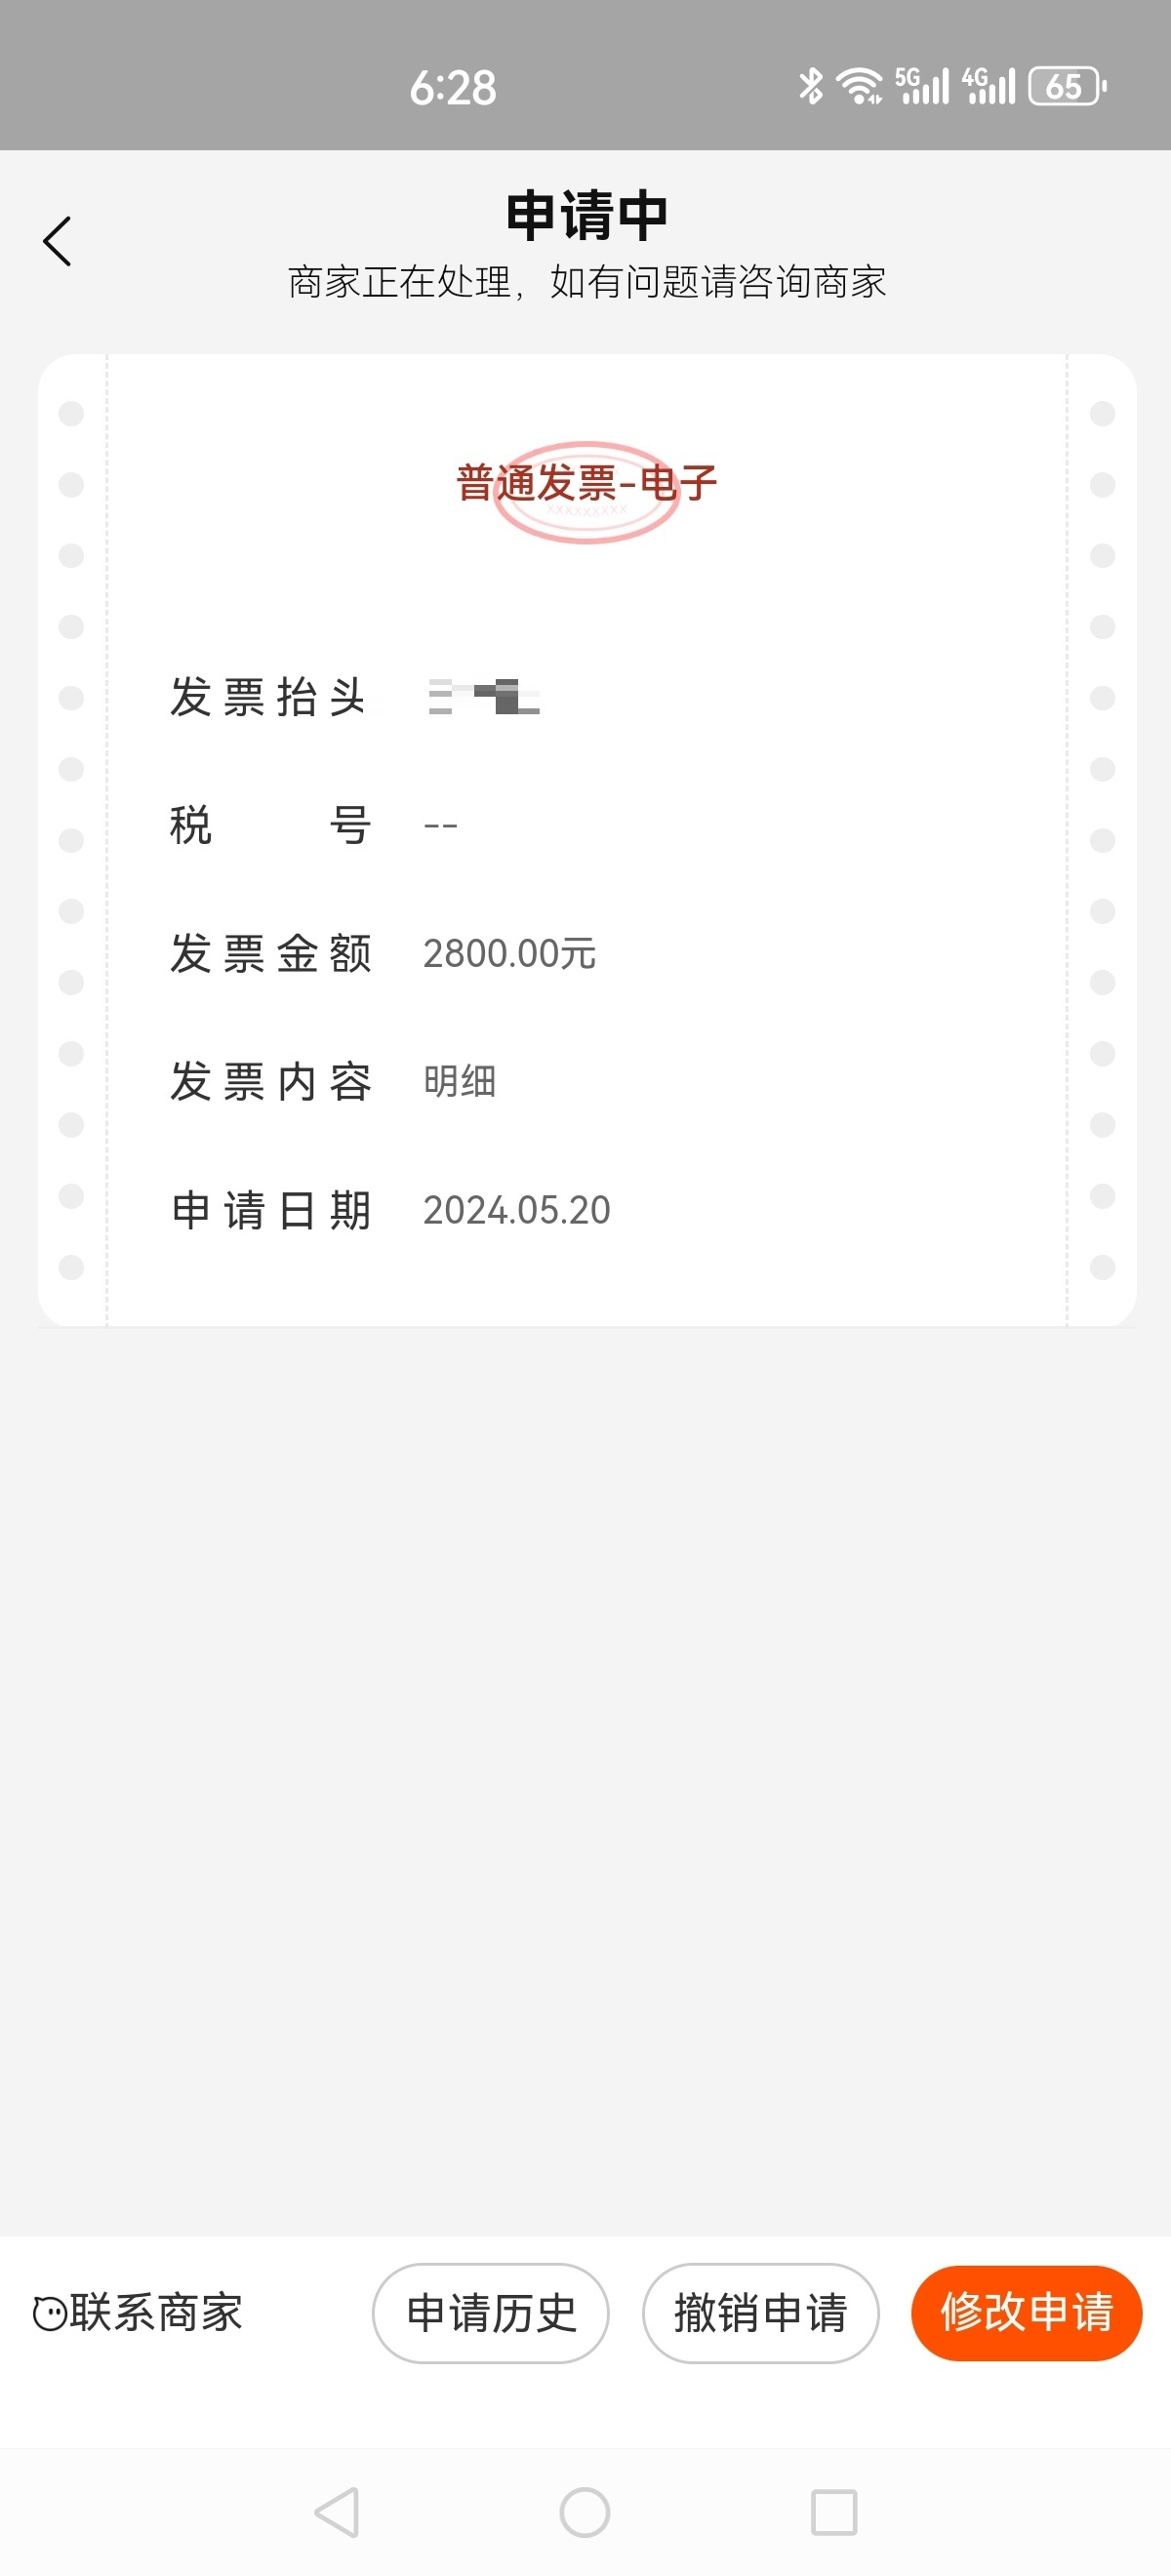 6:28
5G 4G 65
申请中
商家正在处理，如有问题请咨询商家
普通发票-电子
XXXXXXXXX
发票抬头
税号 --
发票金额 2800.00元
发票内容 明细
申请日期 2024.05.20
联系商家 申请历史 撤销申请 修改申请